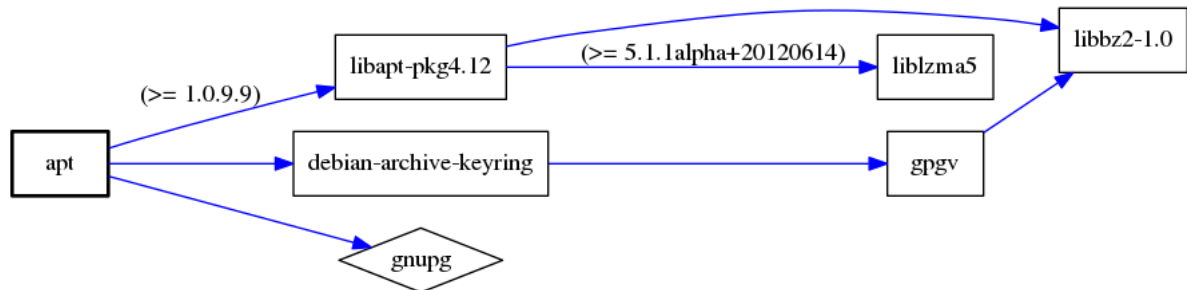 libbz2-1.0
libapt-pkg4.12
(>= 5.1.1alpha+20120614)
liblzma5
(>= 1.0.9.9)
apt
debian-archive-keyring
gpgv
gnupg